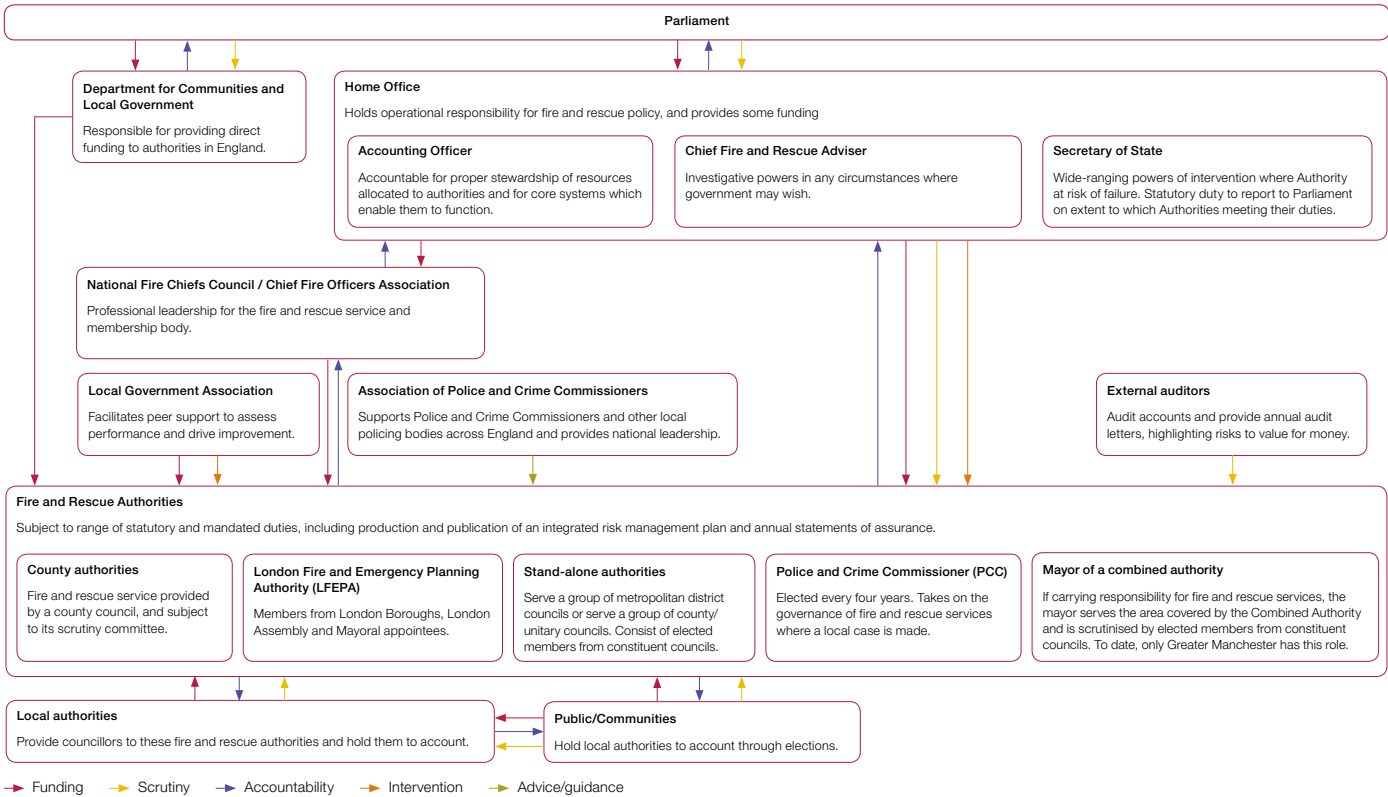 Parliament
Department for Communities and
Local Government
Responsible for providing direct
funding to authorities in England.
Home Office
Holds operational responsibility for fire and rescue policy, and provides some funding
Accounting Officer
Accountable for proper stewardship of resources
allocated to authorities and for core systems which
enable them to function.
Chief Fire and Rescue Adviser
Investigative powers in any circumstances where
government may wish.
Secretary of State
Wide-ranging powers of intervention where Authority
at risk of failure. Statutory duty to report to Parliament
on extent to which Authorities meeting their duties.
National Fire Chiefs Council / Chief Fire Officers Association
Professional leadership for the fire and rescue service and
membership body.
Local Government Association
Facilitates peer support to assess
performance and drive improvement.
Association of Police and Crime Commissioners
Supports Police and Crime Commissioners and other local
policing bodies across England and provides national leadership.
External auditors
Audit accounts and provide annual audit
letters, highlighting risks to value for money.
Fire and Rescue Authorities
Subject to range of statutory and mandated duties, including production and publication of an integrated risk management plan and annual statements of assurance.
County authorities
Fire and rescue service provided
by a county council, and subject
to its scrutiny committee.
London Fire and Emergency Planning
Authority (LFEPA)
Members from London Boroughs, London
Assembly and Mayoral appointees.
Stand-alone authorities
Serve a group of metropolitan district
councils or serve a group of county/
unitary councils. Consist of elected
members from constituent councils.
Police and Crime Commissioner (PCC)
Elected every four years. Takes on the
governance of fire and rescue services
where a local case is made.
Mayor of a combined authority
If carrying responsibility for fire and rescue services, the
mayor serves the area covered by the Combined Authority
and is scrutinised by elected members from constituent
councils. To date, only Greater Manchester has this role.
Local authorities
Provide councillors to these fire and rescue authorities and hold them to account.
Public/Communities
Hold local authorities to account through elections.
Funding
Scrutiny
Accountability
Intervention
Advice/guidance